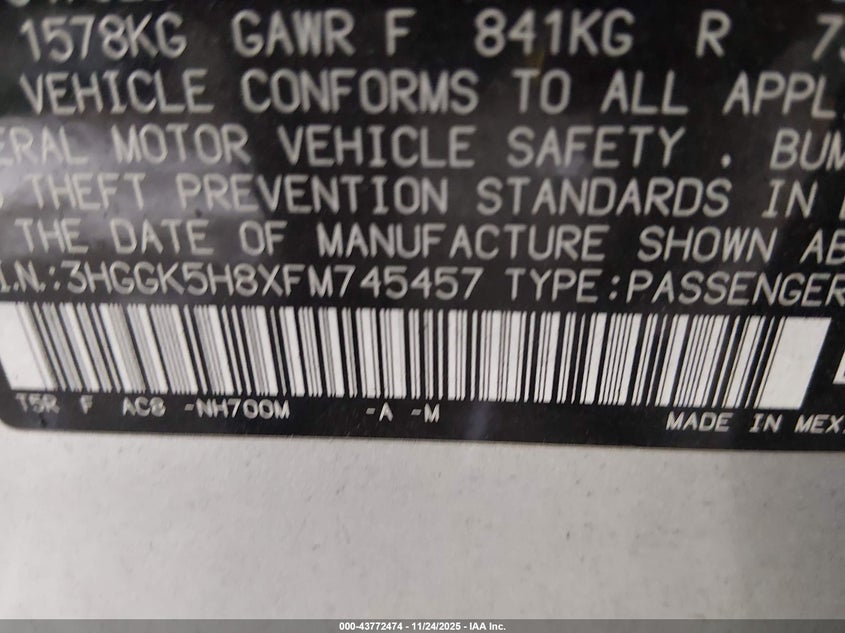 1578KG GAWR F 841KG R
VEHICLE CONFORMS TO ALL APPL
ERAL MOTOR VEHICLE SAFETY . BUM
THEFT PREVENTION STANDARDS IN
THE DATE OF MANUFACTURE SHOWN AB
I.N.:3HGGK5H8XFM745457 TYPE:PASSENGER
T5R F AC8 -NH700M -A -M
MADE IN MEX
000-43772474 | 11/24/2025 - IAA Inc.